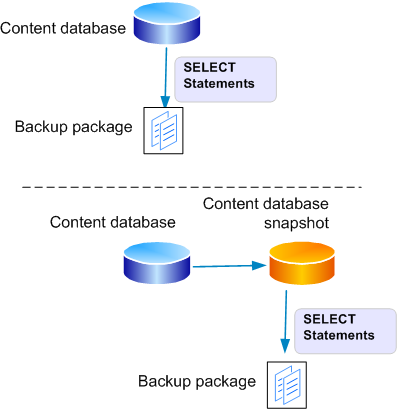 Content database
SELECT
Statements
Backup package
Content database
snapshot
Content database
SELECT
Statements
Backup package